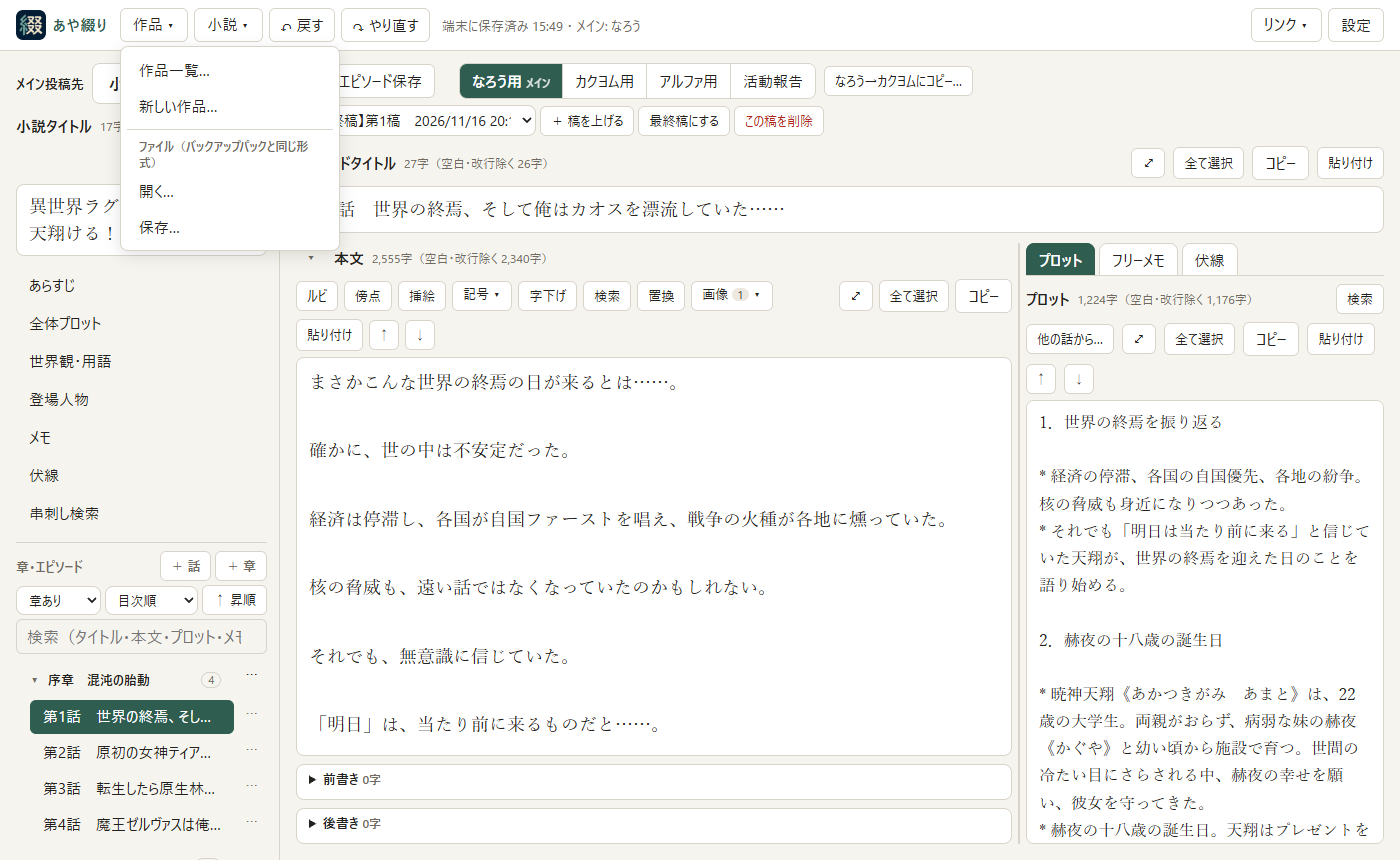 綴 あや綴り 作品 ▾ 小説 ▾ ↶ 戻す ↷ やり直す 端末に保存済み 15:49・メイン: なろう リンク ▾ 設定
作品一覧...
新しい作品...
ファイル（バックアップパックと同じ形
式）
開く...
保存...
メイン投稿先 小 エピソード保存 なろう用 メイン カクヨム用 アルファ用 活動報告 なろう→カクヨムにコピー...
小説タイトル 17字
稿】第1稿 2026/11/16 20: ＋ 稿を上げる 最終稿にする この稿を削除
ドタイトル 27字（空白・改行除く26字） ⤢ 全て選択 コピー 貼り付け
異世界ラグ
天翔ける！
話　世界の終焉、そして俺はカオスを漂流していた……
あらすじ
全体プロット
世界観・用語
登場人物
メモ
伏線
串刺し検索
章・エピソード ＋ 話 ＋ 章
章あり 目次順 ↑ 昇順
検索（タイトル・本文・プロット・メモ
▾ 序章　混沌の胎動 4 …
第1話　世界の終焉、そし... …
第2話　原初の女神ティア... …
第3話　転生したら原生林... …
第4話　魔王ゼルヴァスは俺... …
▾ 本文 2,555字（空白・改行除く2,340字）
ルビ 傍点 挿絵 記号 ▾ 字下げ 検索 置換 画像 1 ▾ ⤢ 全て選択 コピー
貼り付け ↑ ↓
まさかこんな世界の終焉の日が来るとは……。
確かに、世の中は不安定だった。
経済は停滞し、各国が自国ファーストを唱え、戦争の火種が各地に燻っていた。
核の脅威も、遠い話ではなくなっていたのかもしれない。
それでも、無意識に信じていた。
「明日」は、当たり前に来るものだと……。
▶ 前書き 0字
▶ 後書き 0字
プロット フリーメモ 伏線
プロット 1,224字（空白・改行除く1,176字） 検索
他の話から... ⤢ 全て選択 コピー 貼り付け
↑ ↓
1. 世界の終焉を振り返る
* 経済の停滞、各国の自国優先、各地の紛争。
核の脅威も身近になりつつあった。
* それでも「明日は当たり前に来る」と信じて
いた天翔が、世界の終焉を迎えた日のことを
語り始める。
2. 赫夜の十八歳の誕生日
* 暁神天翔《あかつきがみ　あまと》は、22
歳の大学生。両親がおらず、病弱な妹の赫夜
《かぐや》と幼い頃から施設で育つ。世間の
冷たい目にさらされる中、赫夜の幸せを願
い、彼女を守ってきた。
* 赫夜の十八歳の誕生日。天翔はプレゼントを